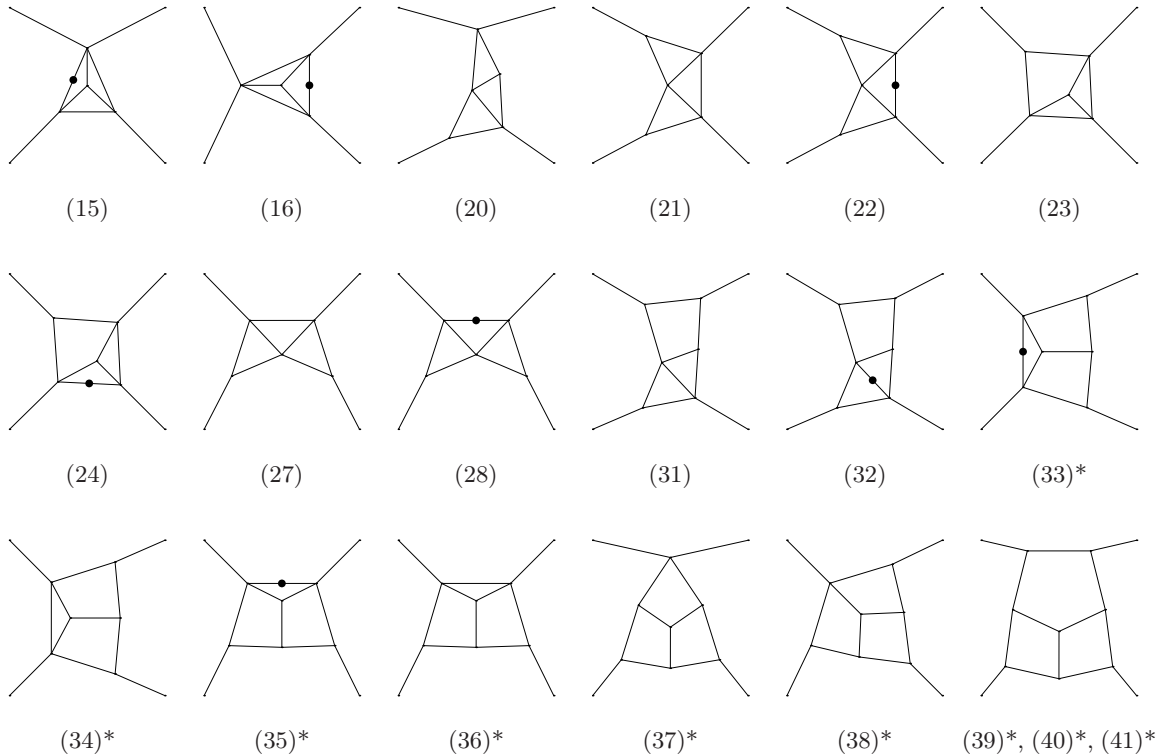 (15) (16) (20) (21) (22) (23)
(24) (27) (28) (31) (32) (33)*
(34)* (35)* (36)* (37)* (38)* (39)*, (40)*, (41)*